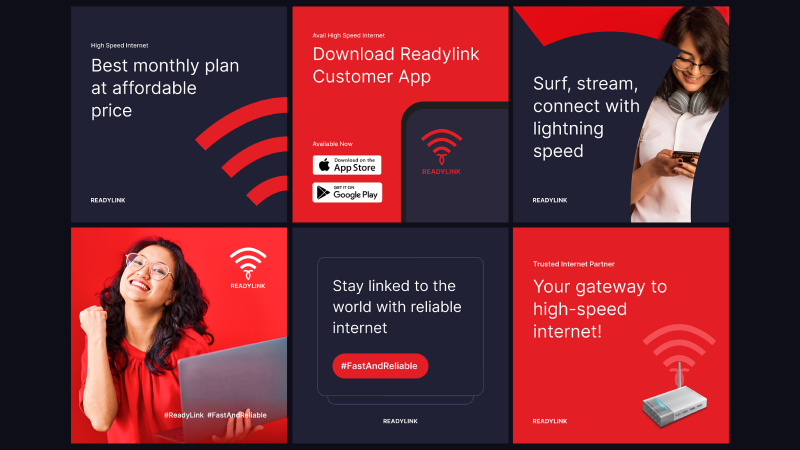 High Speed Internet
Best monthly plan
at affordable
price
READYLINK
Avail High Speed Internet
Download Readylink
Customer App
Available Now
Download on the
App Store
GET IT ON
Google Play
READYLINK
Surf, stream,
connect with
lightning
speed
READYLINK
READYLINK
#ReadyLink #FastAndReliable
Stay linked to the
world with reliable
internet
#FastAndReliable
READYLINK
Trusted Internet Partner
Your gateway to
high-speed
internet!
READYLINK